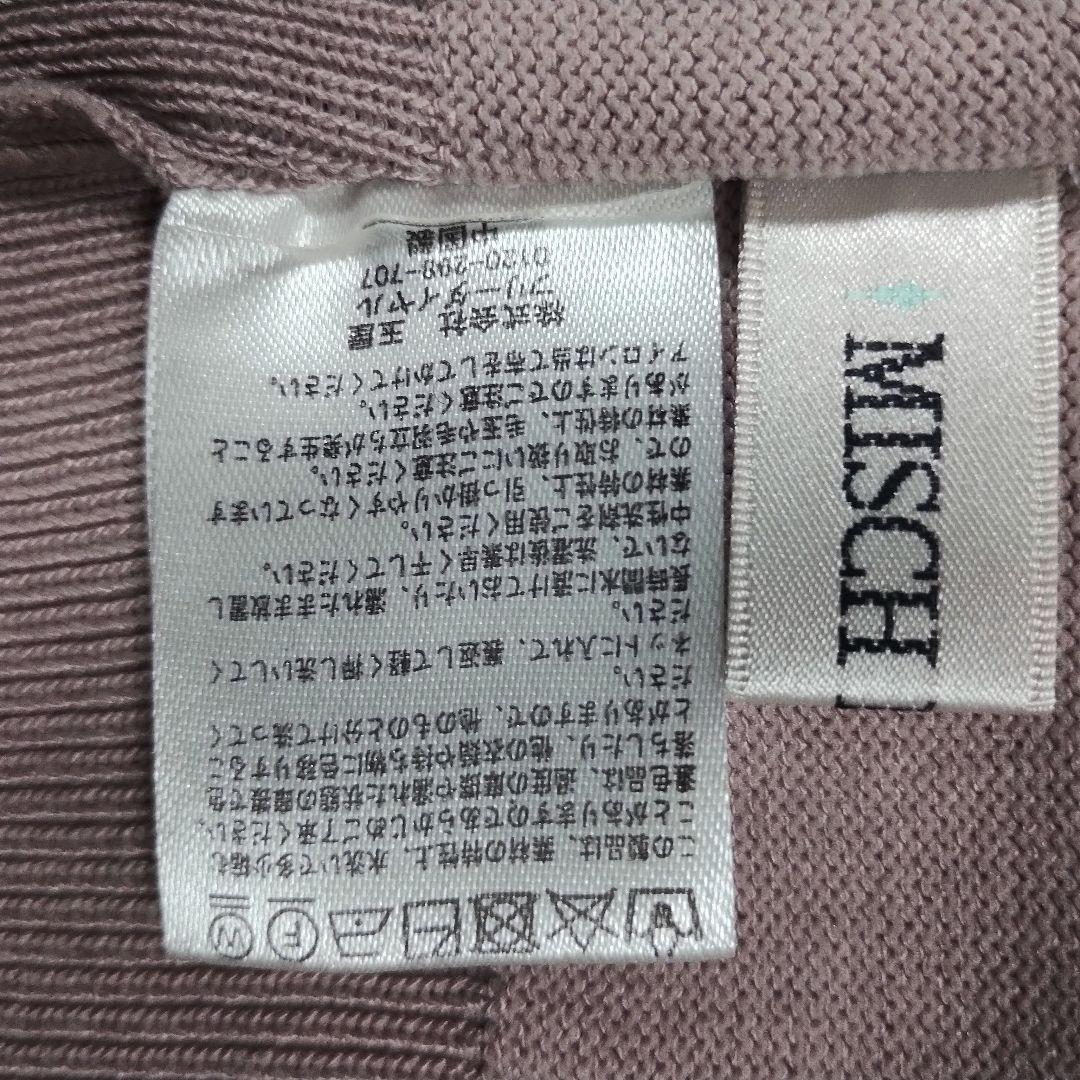 この製品は、素材の特性上、水洗いで多少縮む
ことがありますのであらかじめご了承ください。
着色品は、過度の摩擦や濡れた状態の摩擦で色
落ちしたり、他の衣類や持ち物に色移りするこ
とがありますので、他のものと分けて洗ってく
ださい。
ネットに入れて、裏返して軽く押し洗いしてく
ださい。
長時間水に漬けておいたり、濡れたまま放置し
ないで、洗濯後は素早く干してください。
中性洗剤をご使用ください。
素材の特性上、引っ掛かりやすくなっています
ので、お取り扱いにご注意ください。
素材の特性上、毛玉や毛羽立ちが発生すること
がありますのでご注意ください。
アイロンは当て布をしてかけてください。
株式会社 玉屋
フリーダイヤル
0120-298-707
中国製
MISCH